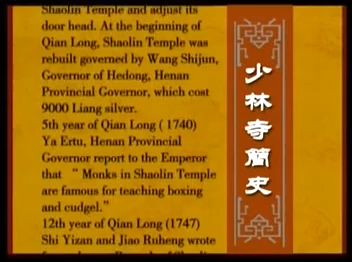 Shaolin Temple and adjust its
door head. At the beginning of
Qian Long, Shaolin Temple was
rebuilt governed by Wang Shijun,
Governor of Hedong, Henan
Provincial Governor, which cost
9000 Liang silver.
5th year of Qian Long ( 1740)
Ya Ertu, Henan Provincial
Governor report to the Emperor
that “ Monks in Shaolin Temple
are famous for teaching boxing
and cudgel.”
12th year of Qian Long (1747)
Shi Yizan and Jiao Ruheng wrote
少林寺簡史